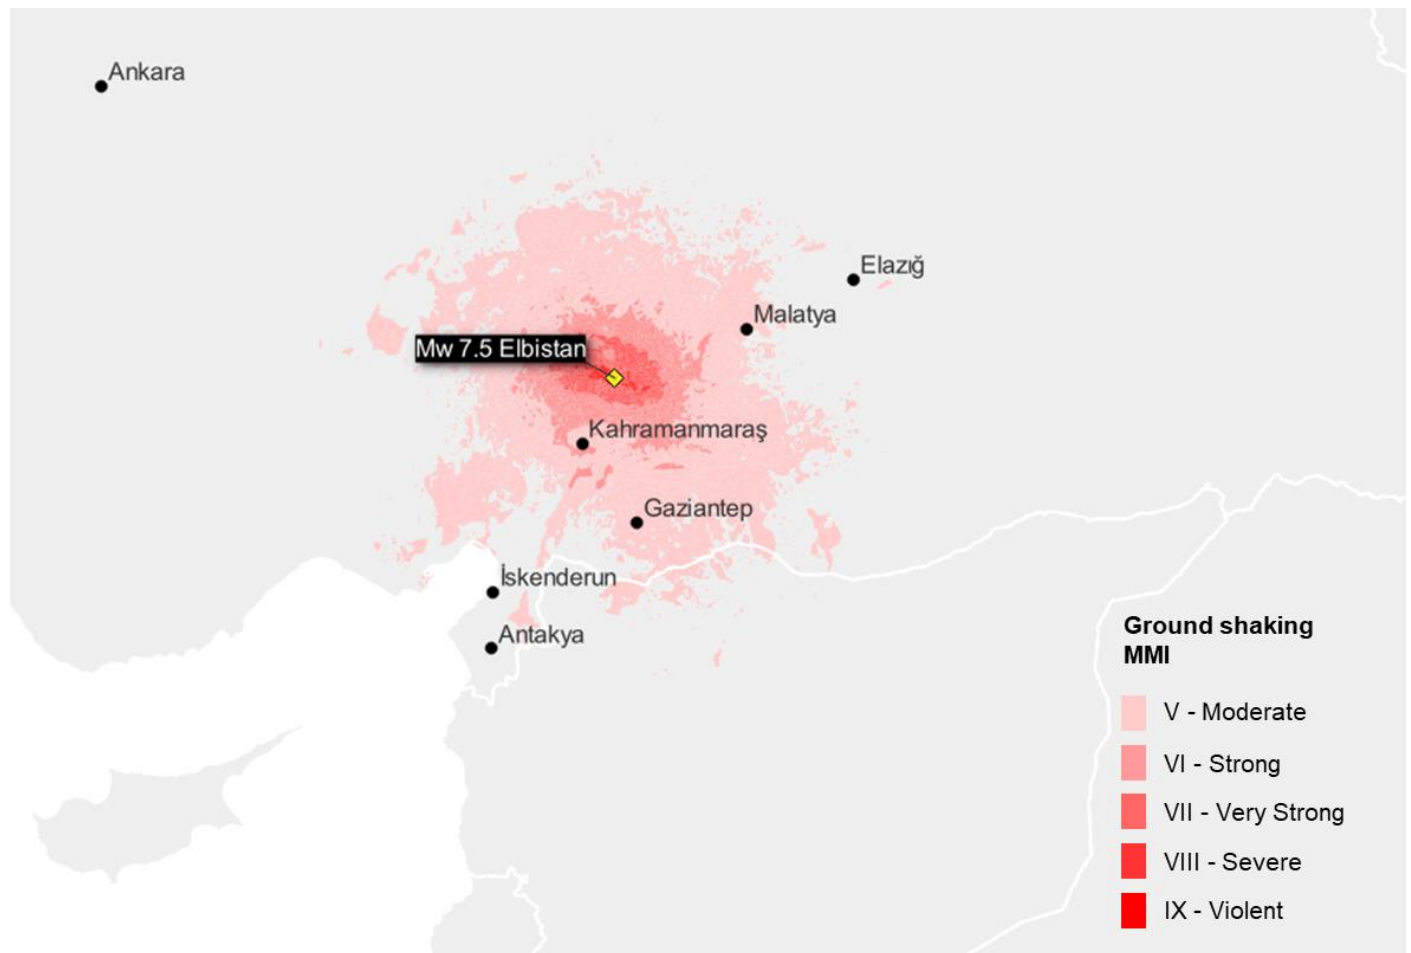 Ankara
Elazığ
Malatya
Mw 7.5 Elbistan
Kahramanmaraş
Gaziantep
İskenderun
Antakya
Ground shaking
MMI
V - Moderate
VI - Strong
VII - Very Strong
VIII - Severe
IX - Violent